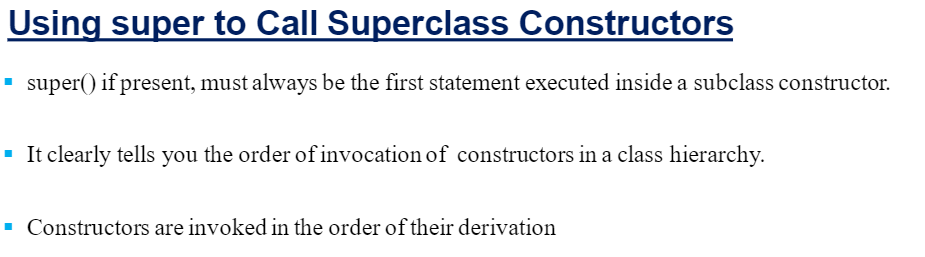 Using super to Call Superclass Constructors
super() if present, must always be the first statement executed inside a subclass constructor.
It clearly tells you the order of invocation of constructors in a class hierarchy.
Constructors are invoked in the order of their derivation